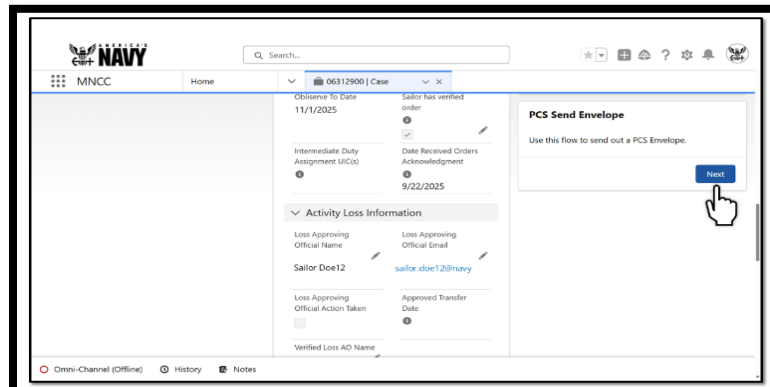 AMERICA'S
NAVY
Search...
MNCC
Home
06312900 | Case
Obliserve To Date
11/1/2025
Sailor has verified
order
Intermediate Duty
Assignment UIC(s)
Date Received Orders
Acknowledgment
9/22/2025
Activity Loss Information
Loss Approving
Official Name
Sailor Doe12
Loss Approving
Official Email
sailor.doe12@navy
Loss Approving
Official Action Taken
Approved Transfer
Date
Verified Loss AO Name
PCS Send Envelope
Use this flow to send out a PCS Envelope.
Next
Omni-Channel (Offline)
History
Notes